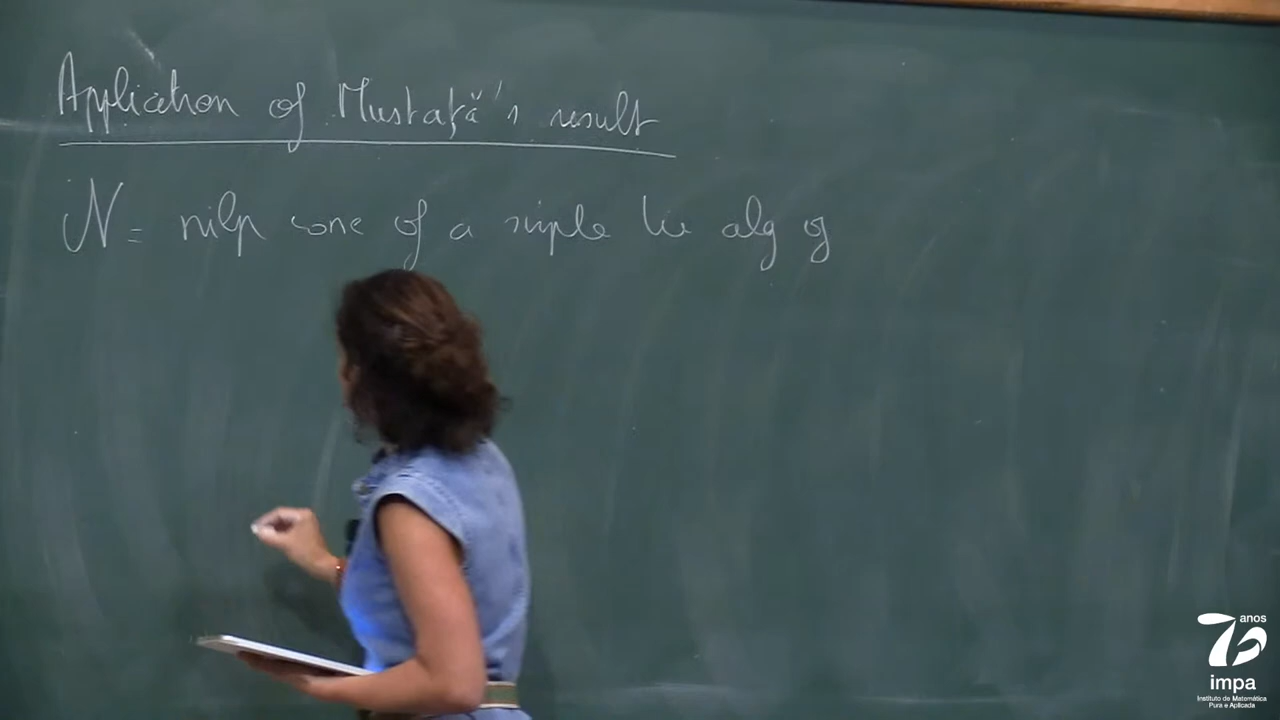 Application of Mustaţă's result
N = nilp cone of a simple lie alg g
75 anos
impa
Instituto de Matemática
Pura e Aplicada